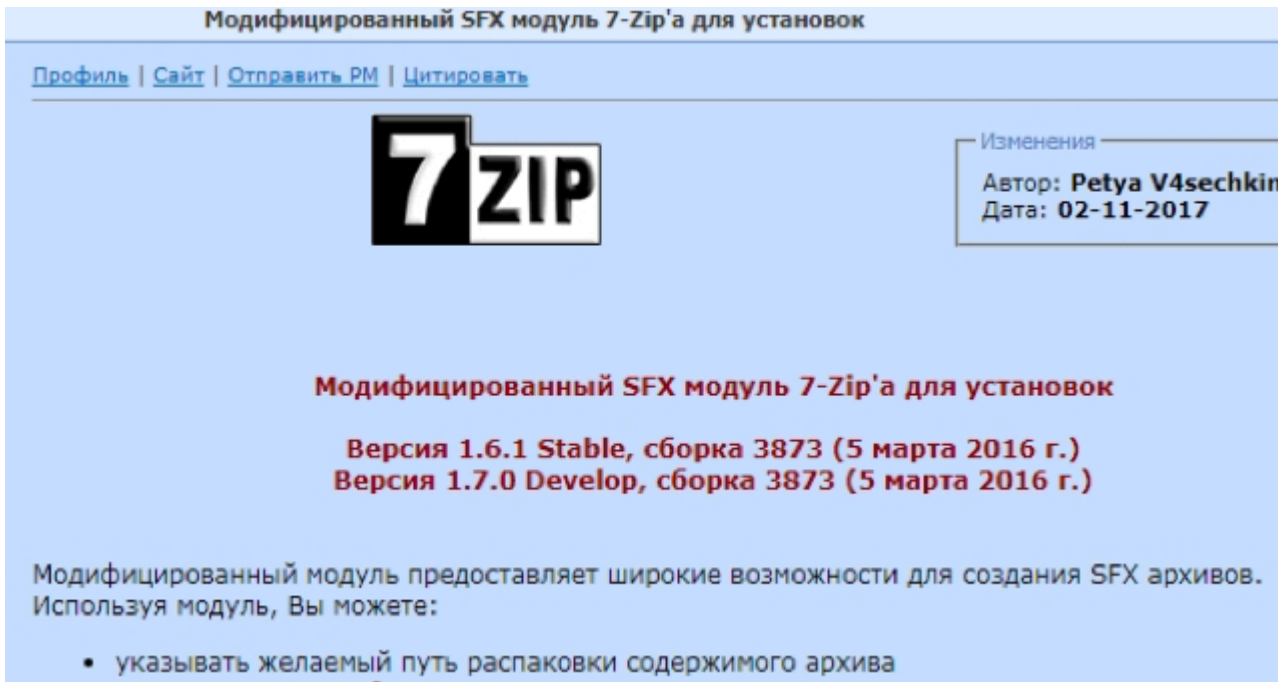 Модифицированный SFX модуль 7-Zip'а для установок
Профиль | Сайт | Отправить PM | Цитировать
7 ZIP
Изменения
Автор: Petya V4sechkin
Дата: 02-11-2017
Модифицированный SFX модуль 7-Zip'а для установок
Версия 1.6.1 Stable, сборка 3873 (5 марта 2016 г.)
Версия 1.7.0 Develop, сборка 3873 (5 марта 2016 г.)
Модифицированный модуль предоставляет широкие возможности для создания SFX архивов.
Используя модуль, Вы можете:
• указывать желаемый путь распаковки содержимого архива